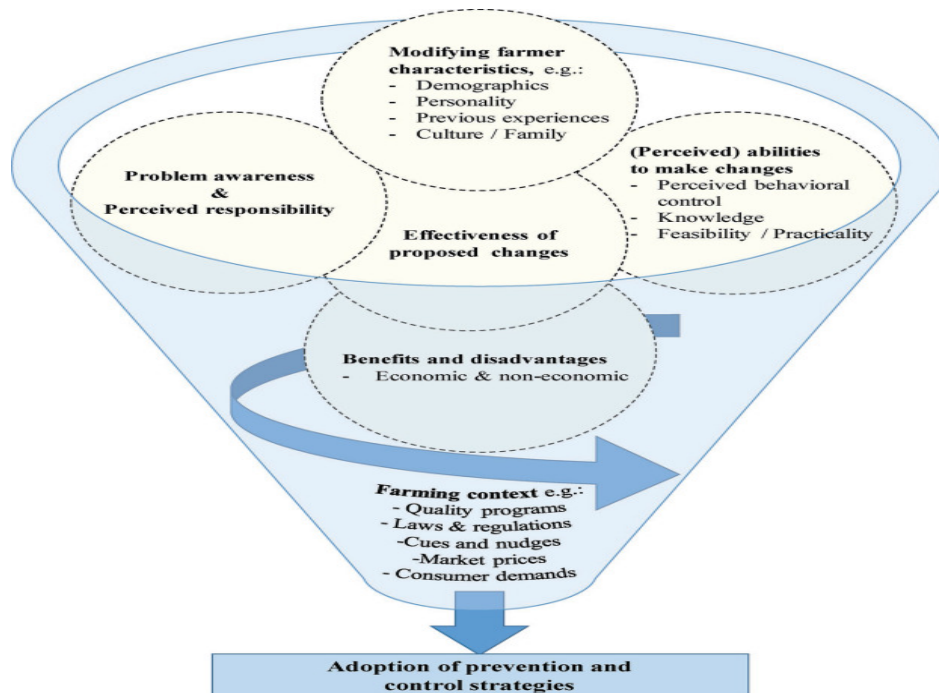 Modifying farmer
characteristics, e.g.:
- Demographics
- Personality
- Previous experiences
- Culture / Family
Problem awareness
&
Perceived responsibility
(Perceived) abilities
to make changes
- Perceived behavioral
control
- Knowledge
- Feasibility / Practicality
Effectiveness of
proposed changes
Benefits and disadvantages
- Economic & non-economic
Farming context e.g.:
- Quality programs
- Laws & regulations
-Cues and nudges
-Market prices
- Consumer demands
Adoption of prevention and
control strategies